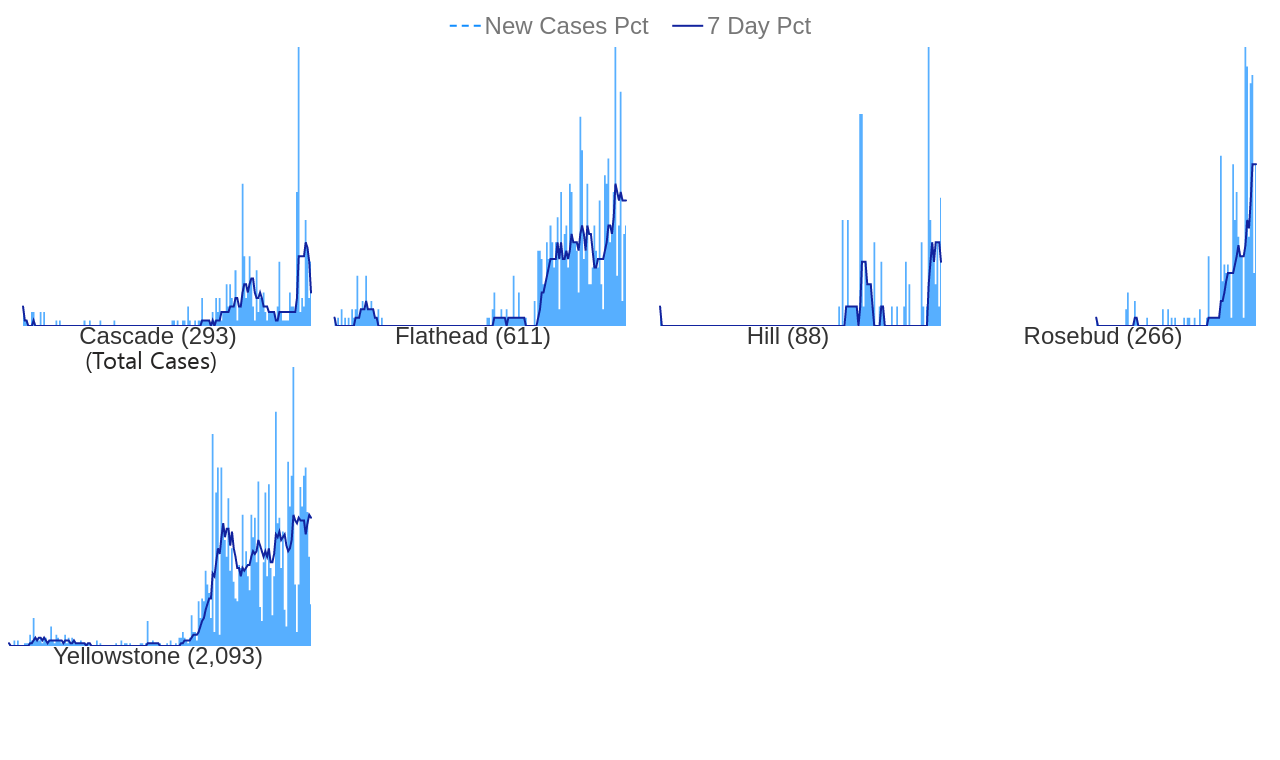 New Cases Pct 7 Day Pct
Cascade (293) Flathead (611) Hill (88) Rosebud (266)
(Total Cases)
Yellowstone (2,093)